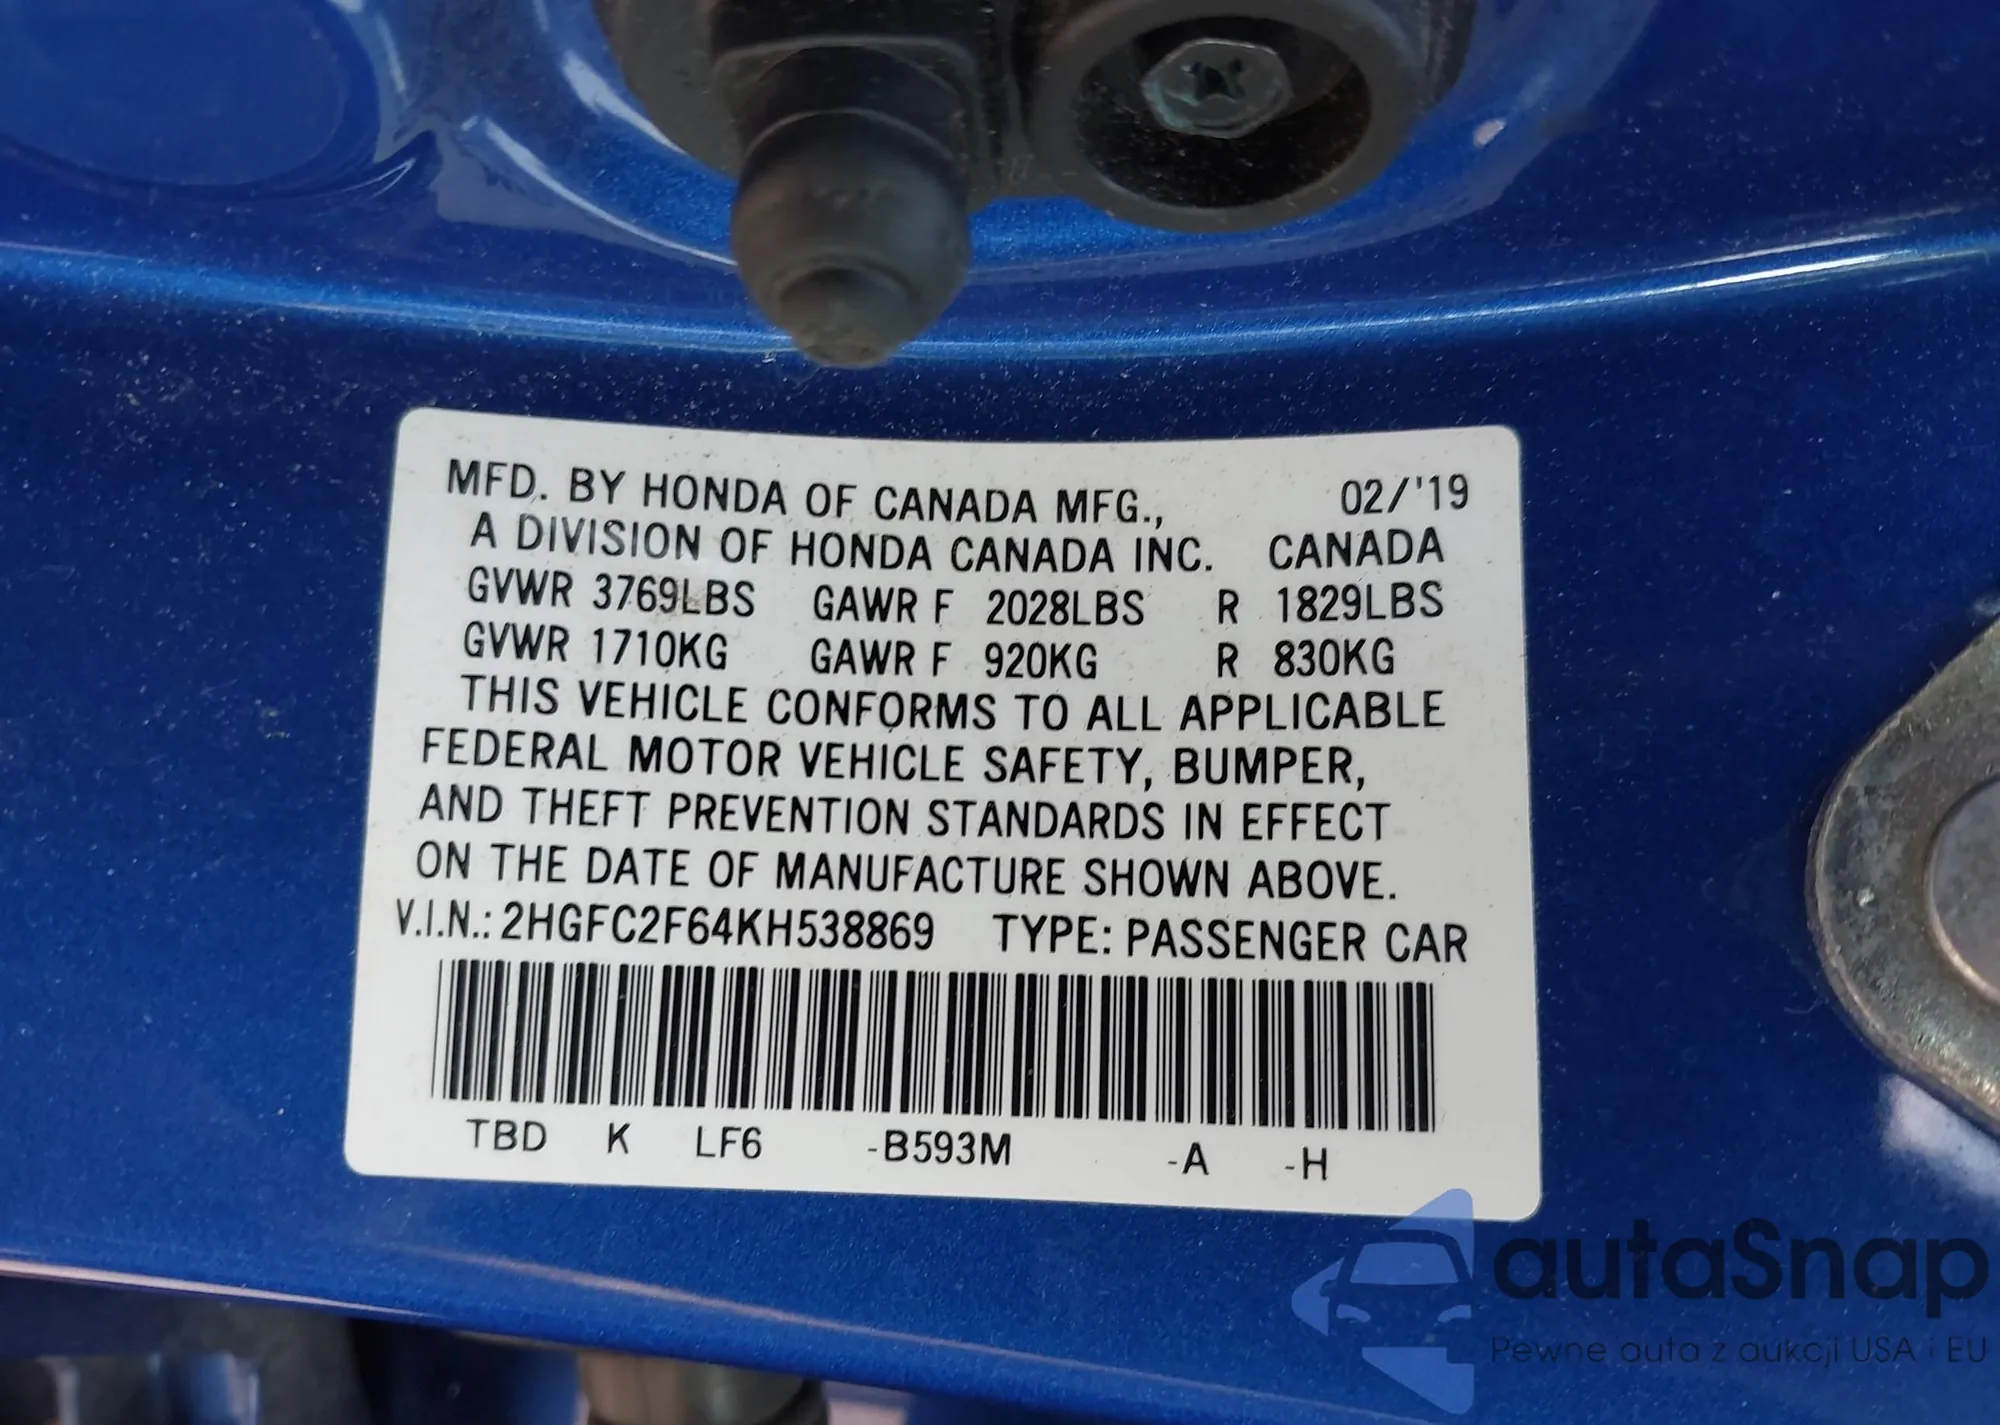 MFD. BY HONDA OF CANADA MFG., 02/'19
A DIVISION OF HONDA CANADA INC. CANADA
GVWR 3769LBS GAWR F 2028LBS R 1829LBS
GVWR 1710KG GAWR F 920KG R 830KG
THIS VEHICLE CONFORMS TO ALL APPLICABLE
FEDERAL MOTOR VEHICLE SAFETY, BUMPER,
AND THEFT PREVENTION STANDARDS IN EFFECT
ON THE DATE OF MANUFACTURE SHOWN ABOVE.
V.I.N.: 2HGFC2F64KH538869 TYPE: PASSENGER CAR
TBD K LF6 -B593M -A -H
autaSnap
Pewne auta z aukcji USA i EU